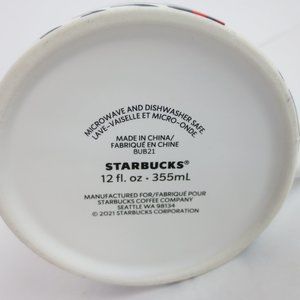 MICROWAVE AND DISHWASHER SAFE
LAVE-VAISELLE ET MICRO-ONDE
MADE IN CHINA/
FABRIQUÉ EN CHINE
BUB21
STARBUCKS®
12 fl. oz • 355mL
MANUFACTURED FOR/FABRIQUÉ POUR
STARBUCKS COFFEE COMPANY
SEATTLE WA 98134
© 2021 STARBUCKS CORPORATION